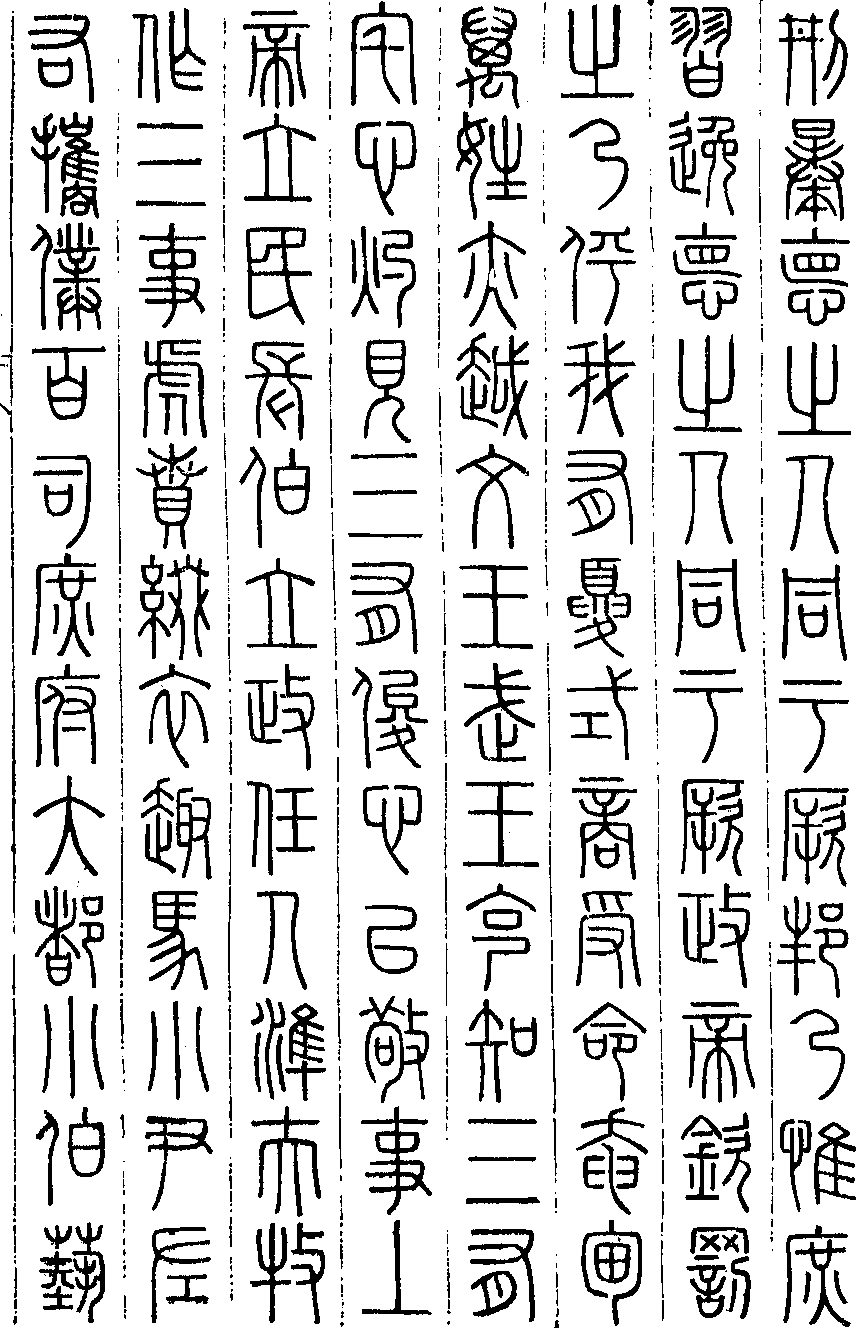 刑暴德之人同于厥邦乃惟庶
習逸德之人同于厥政帝欽罰
之乃伻我有夏式商受命奄甸
萬姓亦越文王武王克知三有
宅心灼見三有俊心以敬事上
帝立民長伯立政任人準夫牧
作三事虎賁綴衣趣馬小尹左
右攜僕百司庶府大都小伯藝